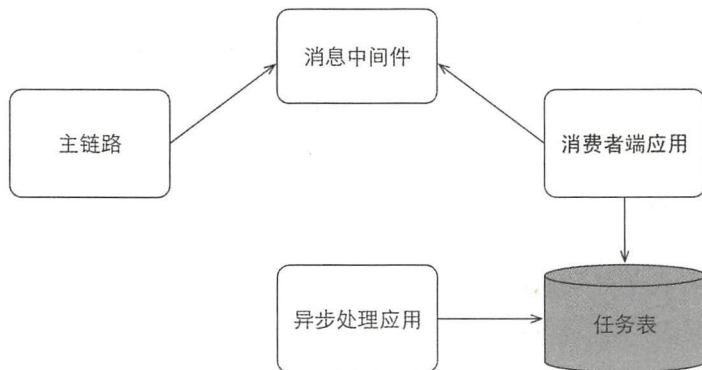 消息中间件
主链路
消费者端应用
异步处理应用
任务表